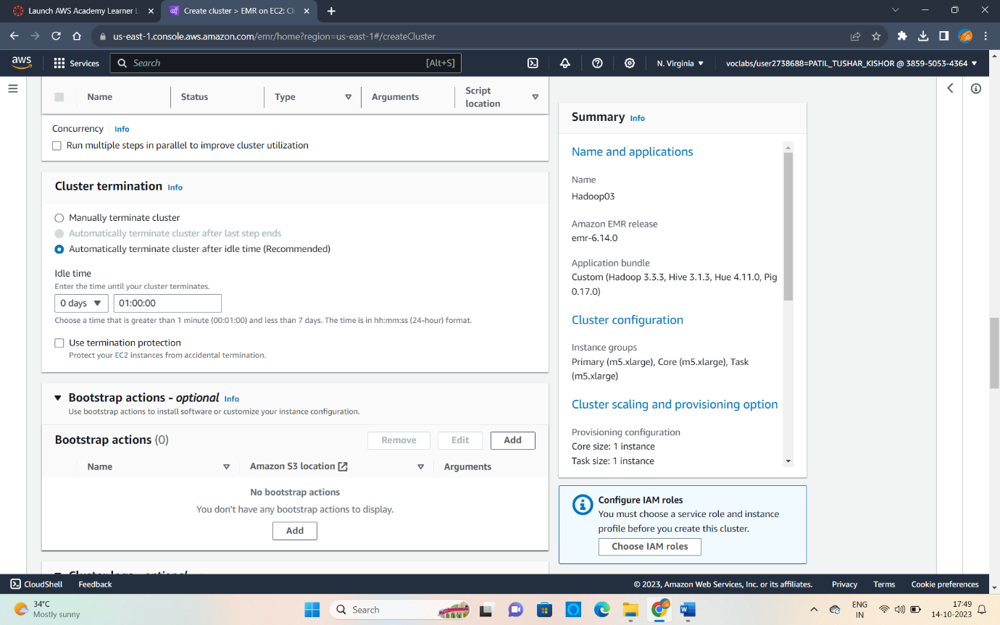 Launch AWS Academy Learner L
Create cluster > EMR on EC2: Cl
us-east-1.console.aws.amazon.com/emr/home?region=us-east-1#/createCluster
aws
Services
Search
[Alt+S]
N. Virginia
voclabs/user2738688=PATIL_TUSHAR_KISHOR @ 3859-5053-4364
Name
Status
Type
Arguments
Script
location
Concurrency
Info
Run multiple steps in parallel to improve cluster utilization
Cluster termination Info
Manually terminate cluster
Automatically terminate cluster after last step ends
Automatically terminate cluster after idle time (Recommended)
Idle time
Enter the time until your cluster terminates.
0 days
01:00:00
Choose a time that is greater than 1 minute (00:01:00) and less than 7 days. The time is in hh:mm:ss (24-hour) format.
Use termination protection
Protect your EC2 instances from accidental termination.
Bootstrap actions - optional Info
Use bootstrap actions to install software or customize your instance configuration.
Bootstrap actions (0)
Remove
Edit
Add
Name
Amazon S3 location
Arguments
No bootstrap actions
You don't have any bootstrap actions to display.
Add
Summary Info
Name and applications
Name
Hadoop03
Amazon EMR release
emr-6.14.0
Application bundle
Custom (Hadoop 3.3.3, Hive 3.1.3, Hue 4.11.0, Pig
0.17.0)
Cluster configuration
Instance groups
Primary (m5.xlarge), Core (m5.xlarge), Task
(m5.xlarge)
Cluster scaling and provisioning option
Provisioning configuration
Core size: 1 instance
Task size: 1 instance
Configure IAM roles
You must choose a service role and instance
profile before you create this cluster.
Choose IAM roles
CloudShell
Feedback
© 2023, Amazon Web Services, Inc. or its affiliates.
Privacy
Terms
Cookie preferences
34°C
Mostly sunny
Search
ENG
IN
17:49
14-10-2023